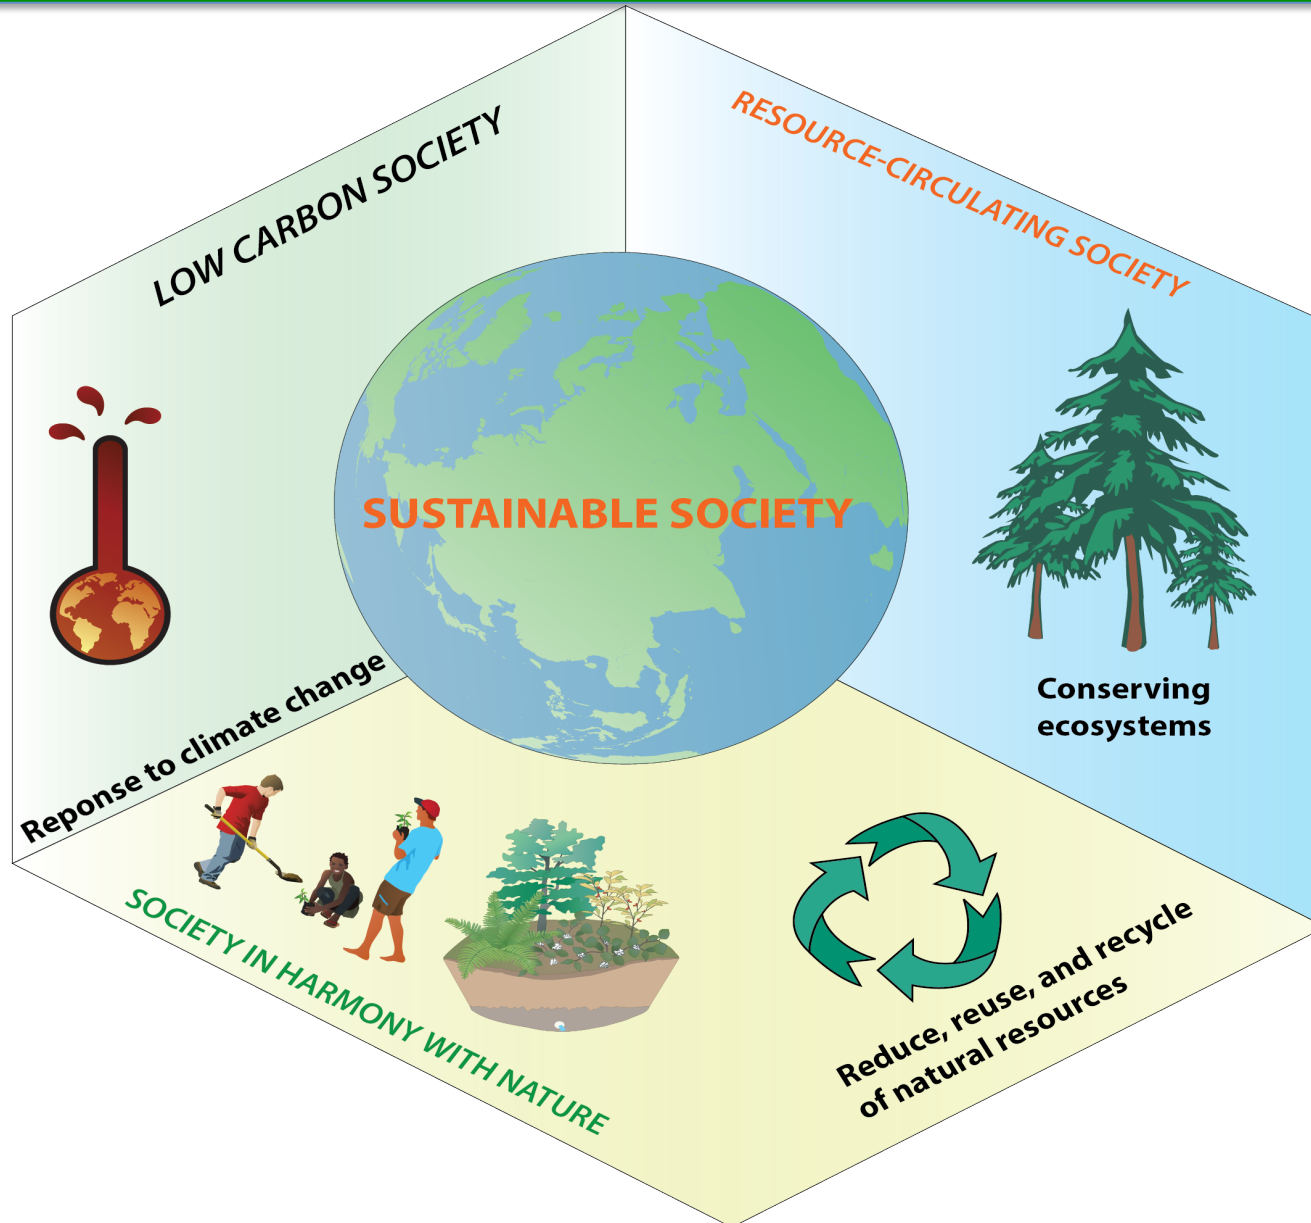 LOW CARBON SOCIETY
RESOURCE-CIRCULATING SOCIETY
SUSTAINABLE SOCIETY
Reponse to climate change
Conserving
ecosystems
SOCIETY IN HARMONY WITH NATURE
Reduce, reuse, and recycle
of natural resources